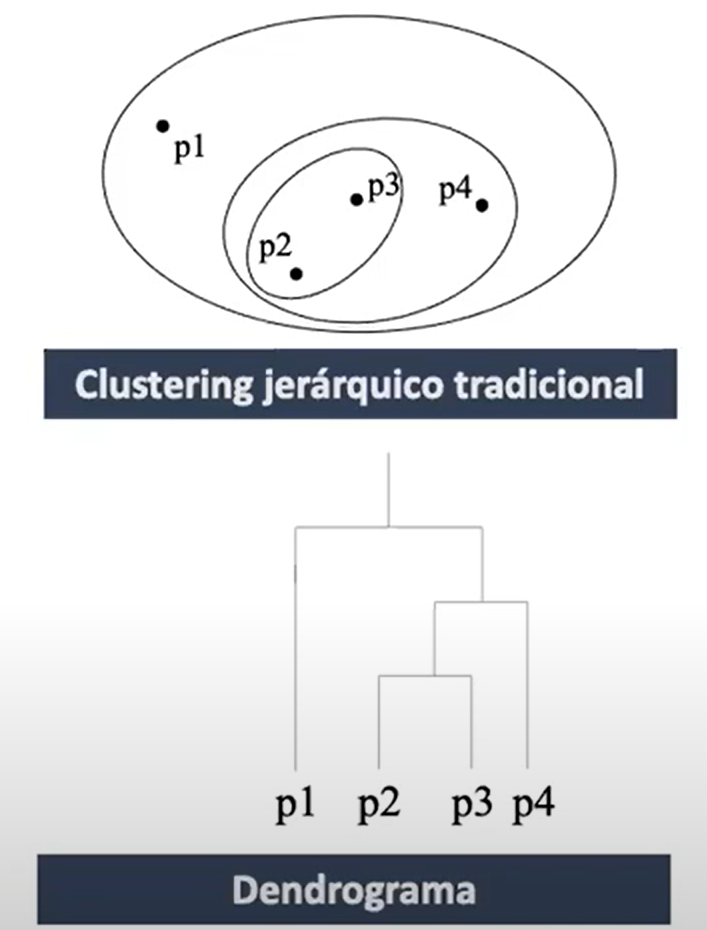 p1
p3
p4
p2
Clustering jerárquico tradicional
p1 p2 p3 p4
Dendrograma